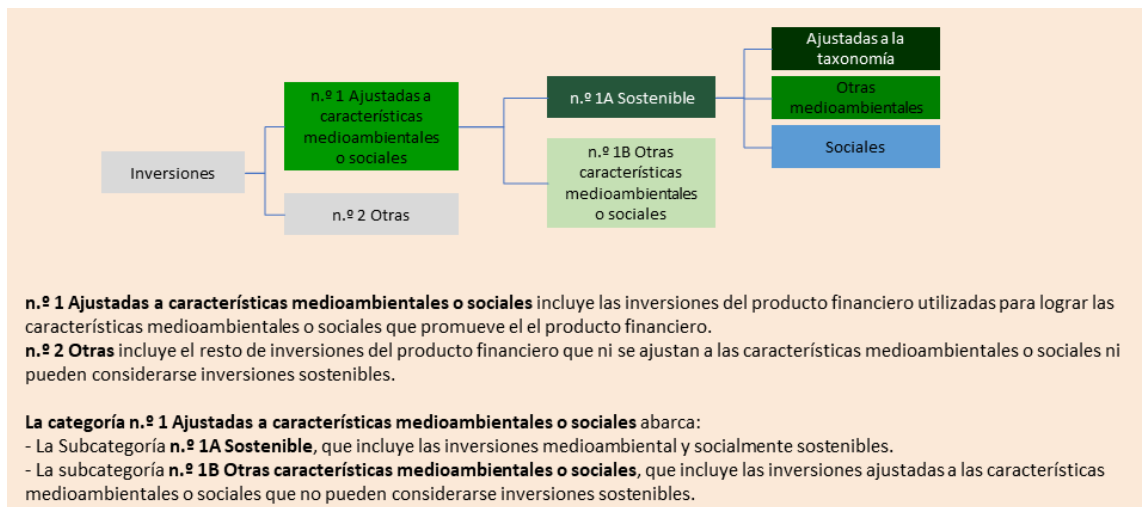 Ajustadas a la
taxonomía
n.º 1 Ajustadas a
características
medioambientales
o sociales
n.º 1A Sostenible
Otras
medioambientales
Sociales
n.º 1B Otras
características
medioambientales
o sociales
Inversiones
n.º 2 Otras
n.º 1 Ajustadas a características medioambientales o sociales incluye las inversiones del producto financiero utilizadas para lograr las
características medioambientales o sociales que promueve el el producto financiero.
n.º 2 Otras incluye el resto de inversiones del producto financiero que ni se ajustan a las características medioambientales o sociales ni
pueden considerarse inversiones sostenibles.
La categoría n.º 1 Ajustadas a características medioambientales o sociales abarca:
- La Subcategoría n.º 1A Sostenible, que incluye las inversiones medioambiental y socialmente sostenibles.
- La subcategoría n.º 1B Otras características medioambientales o sociales, que incluye las inversiones ajustadas a las características
medioambientales o sociales que no pueden considerarse inversiones sostenibles.